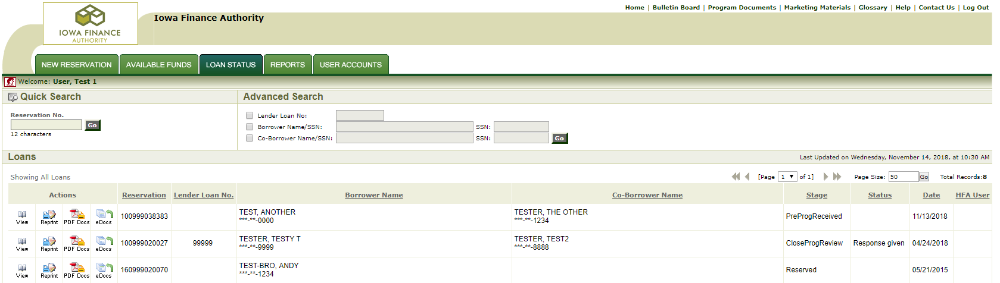 Home | Bulletin Board | Program Documents | Marketing Materials | Glossary | Help | Contact Us | Log Out
IOWA FINANCE
AUTHORITY
Iowa Finance Authority
NEW RESERVATION AVAILABLE FUNDS LOAN STATUS REPORTS USER ACCOUNTS
Welcome: User, Test 1
Quick Search
Reservation No.
Go
12 characters
Advanced Search
Lender Loan No:
Borrower Name/SSN: SSN:
Co-Borrower Name/SSN: SSN: Go
Loans Last Updated on Wednesday, November 14, 2018, at 10:30 AM
Showing All Loans [Page 1 of 1] Page Size: 50 Go Total Records:8
Actions Reservation Lender Loan No. Borrower Name Co-Borrower Name Stage Status Date HFA User
View Reprint PDF Docs eDocs 100999038383 TEST, ANOTHER TESTER, THE OTHER PreProgReceived 11/13/2018
***-**-0000 ***-**-1234
View Reprint PDF Docs eDocs 100999020027 99999 TESTER, TESTY T TESTER, TEST2 CloseProgReview Response given 04/24/2018
***-**-9999 ***-**-8888
View Reprint PDF Docs eDocs 160999020070 TEST-BRO, ANDY Reserved 05/21/2015
***-**-1234